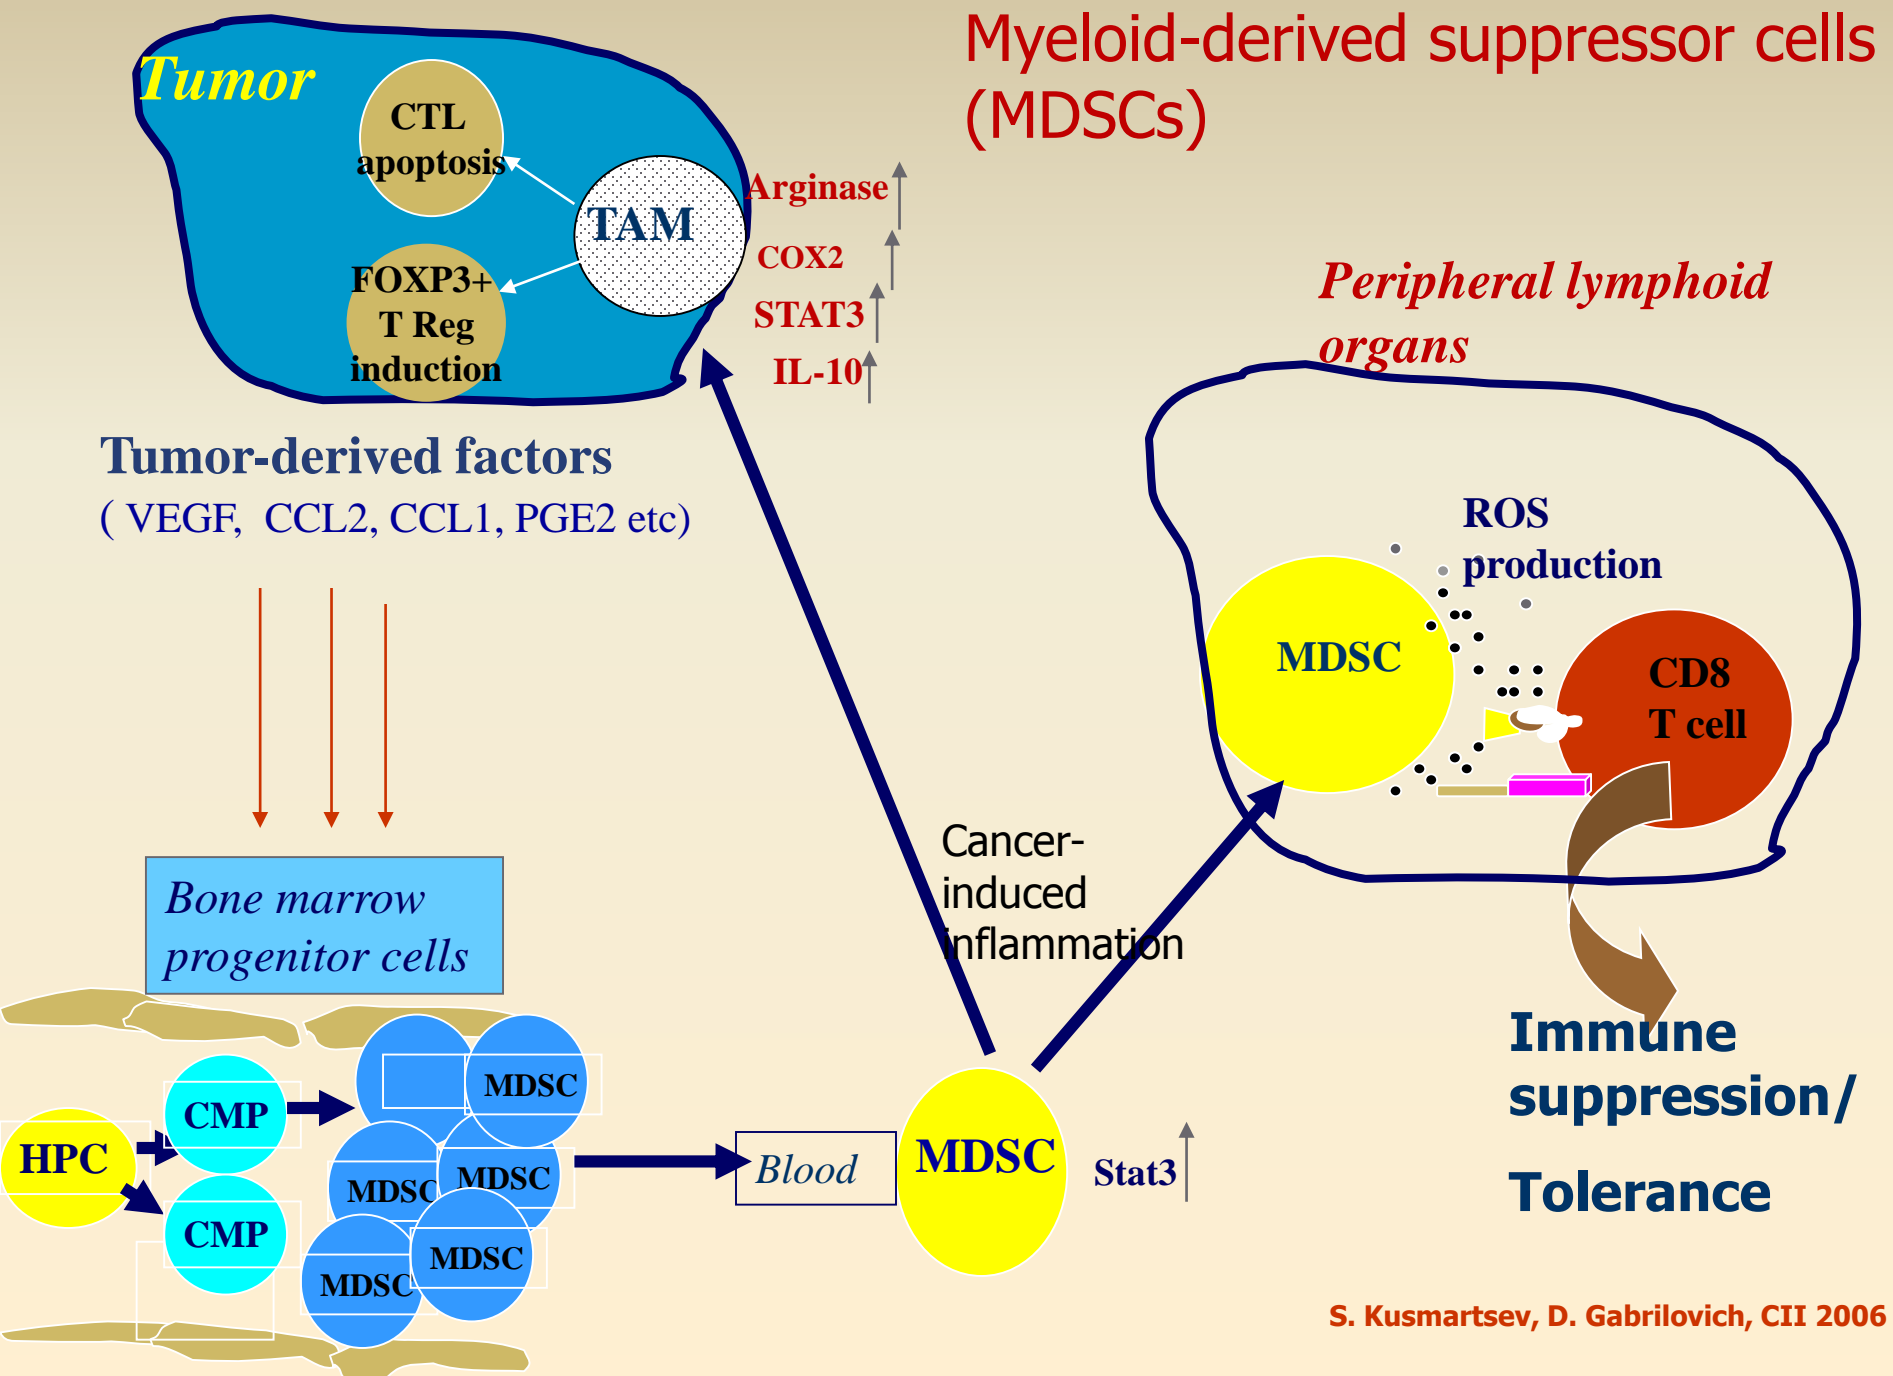 Myeloid-derived suppressor cells
(MDSCs)
Tumor
CTL
apoptosis
TAM
FOXP3+
T Reg
induction
Arginase
COX2
STAT3
IL-10
Tumor-derived factors
( VEGF, CCL2, CCL1, PGE2 etc)
Peripheral lymphoid
organs
ROS
production
MDSC
CD8
T cell
Cancer-
induced
inflammation
Bone marrow
progenitor cells
HPC
CMP
CMP
MDSC
MDSC
MDSC
MDSC
MDSC
Blood
MDSC
Stat3
Immune
suppression/
Tolerance
S. Kusmartsev, D. Gabrilovich, CII 2006